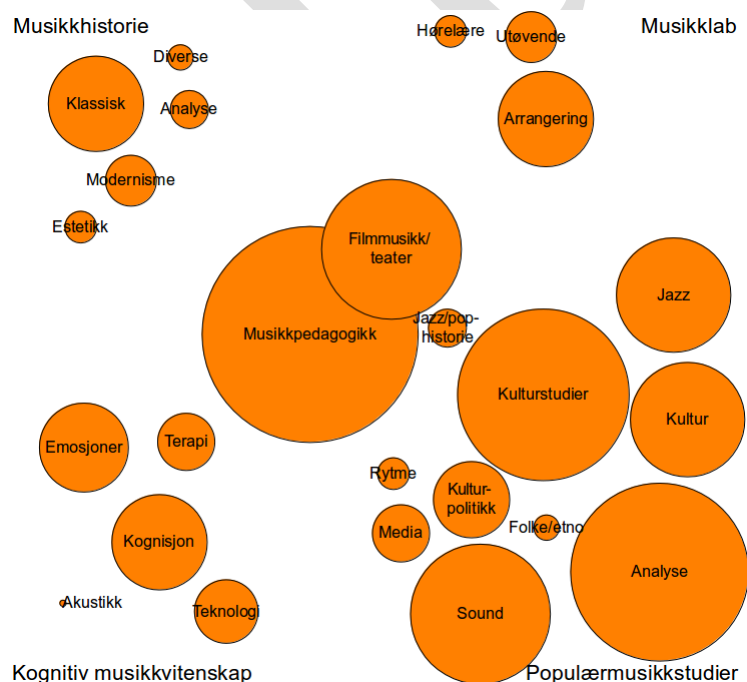 Musikkhistorie
Musikklab
Hørelære
Utøvende
Diverse
Klassisk
Analyse
Arrangering
Modernisme
Estetikk
Filmmusikk/
teater
Jazz
Jazz/pop-
historie
Musikkpedagogikk
Kulturstudier
Kultur
Emosjoner
Terapi
Rytme
Kultur-
politikk
Media
Folke/etno
Kognisjon
Analyse
Akustikk
Teknologi
Sound
Kognitiv musikkvitenskap
Populærmusikkstudier